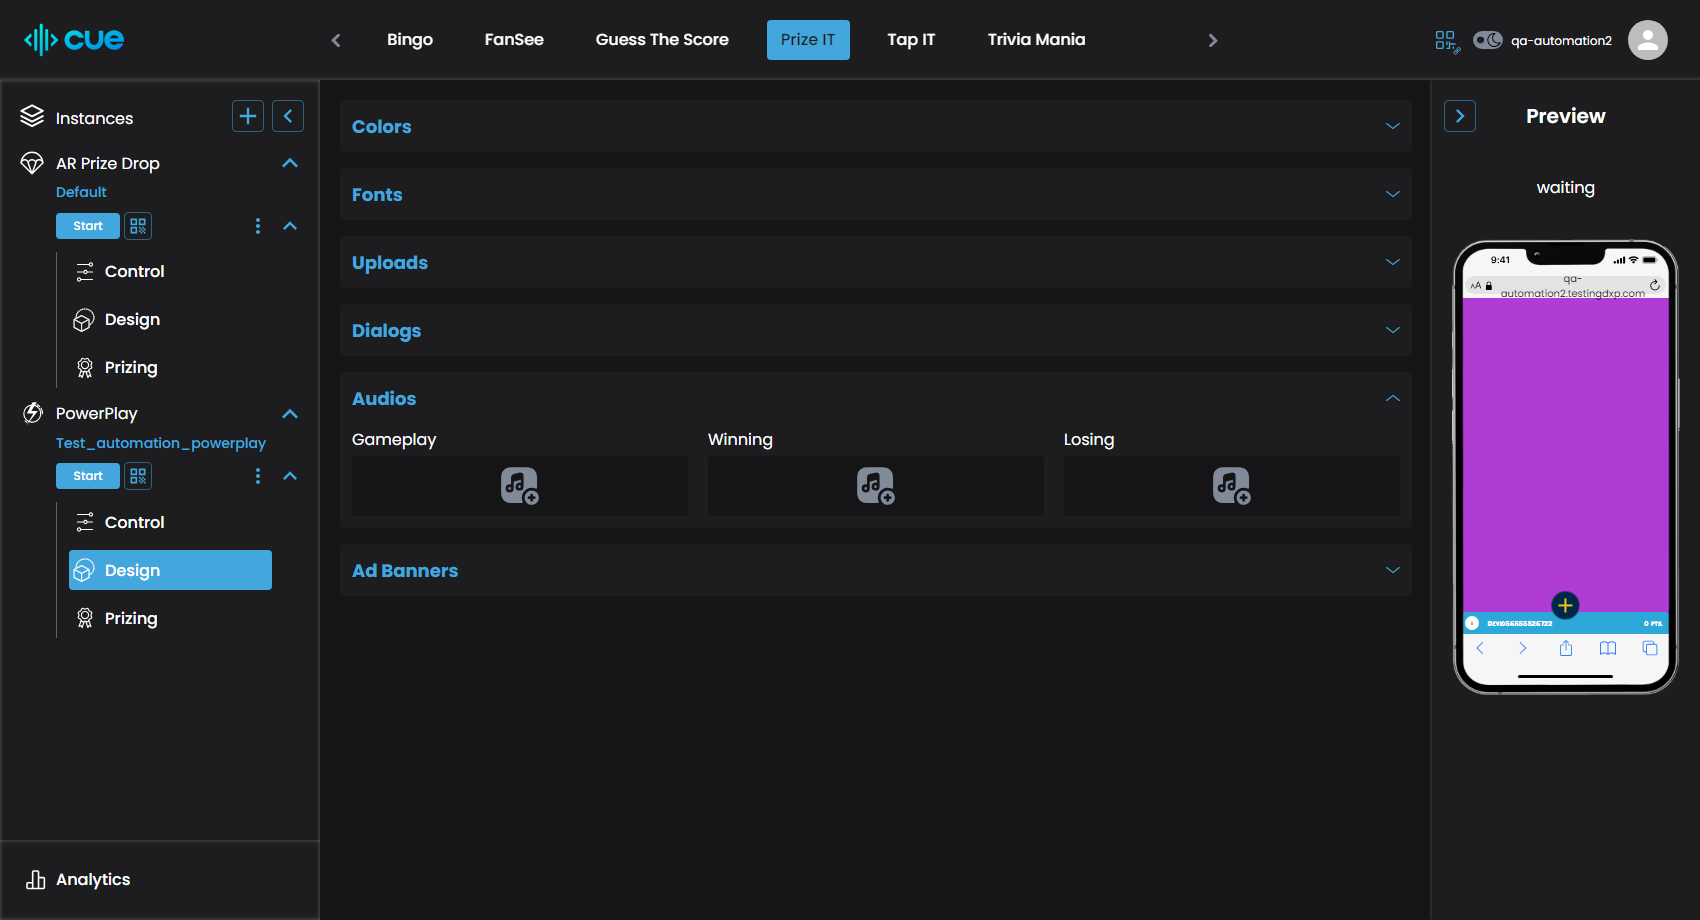 cue
Bingo
FanSee
Guess The Score
Prize IT
Tap IT
Trivia Mania
qa-automation2
Instances
AR Prize Drop
Default
Start
Control
Design
Prizing
PowerPlay
Test_automation_powerplay
Start
Control
Design
Prizing
Analytics
Colors
Fonts
Uploads
Dialogs
Audios
Gameplay
Winning
Losing
Ad Banners
Preview
waiting
9:41
AA
qa-
automation2.testingdxp.com
0 PTS.